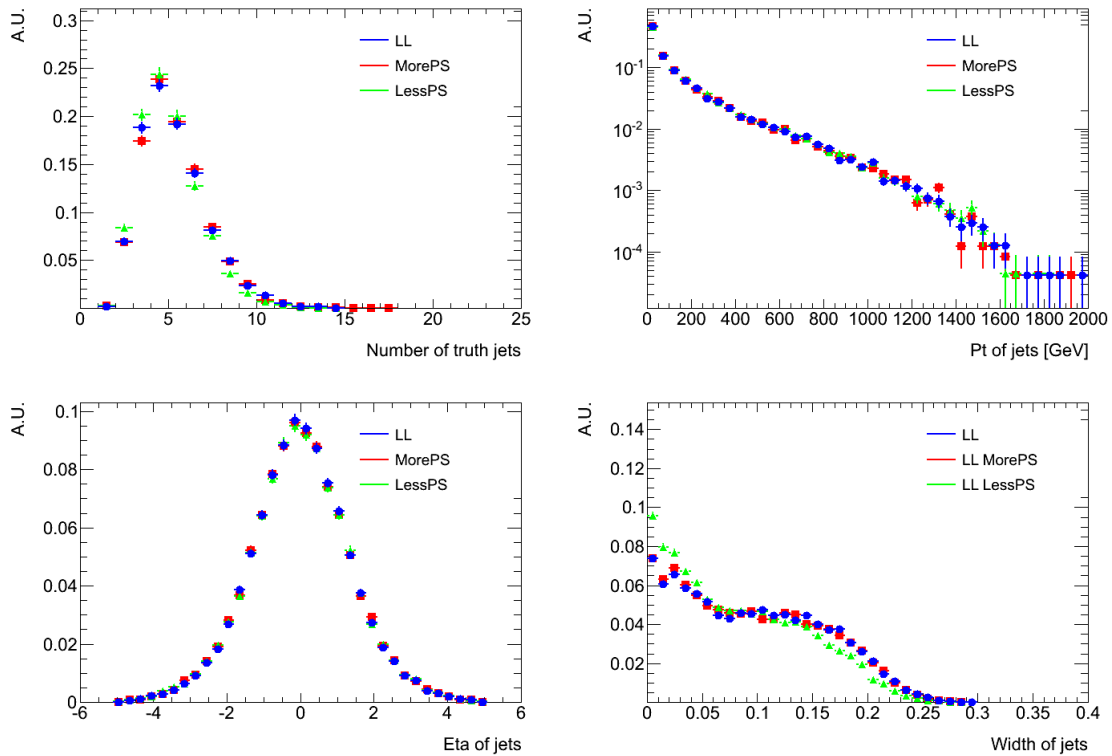 A.U.
0.3
0.25
0.2
0.15
0.1
0.05
0 5 10 15 20 25
Number of truth jets
LL
MorePS
LessPS
A.U.
10-1
10-2
10-3
10-4
0 200 400 600 800 1000 1200 1400 1600 1800 2000
Pt of jets [GeV]
LL
MorePS
LessPS
A.U.
0.1
0.08
0.06
0.04
0.02
0
-6 -4 -2 0 2 4 6
Eta of jets
LL
MorePS
LessPS
A.U.
0.14
0.12
0.1
0.08
0.06
0.04
0.02
0 0.05 0.1 0.15 0.2 0.25 0.3 0.35 0.4
Width of jets
LL
LL MorePS
LL LessPS